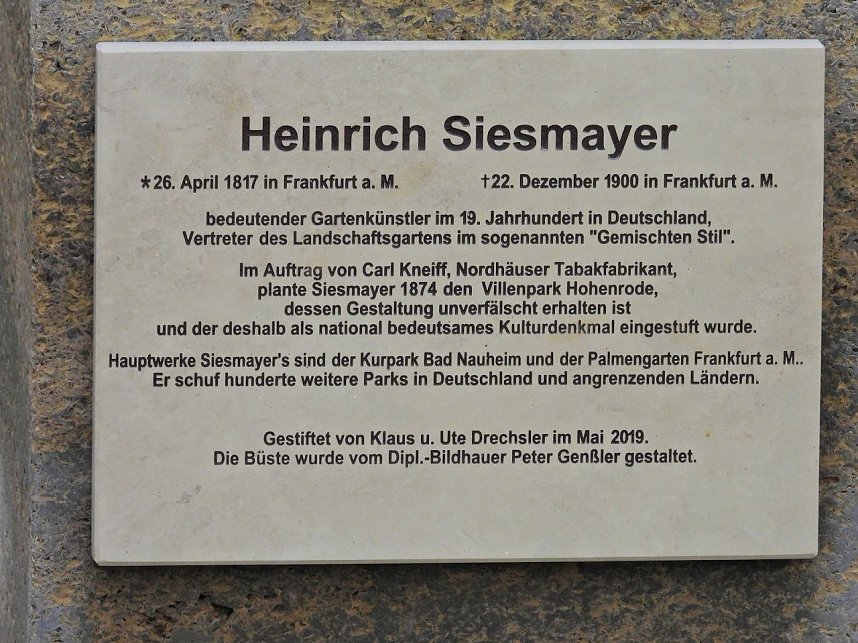 Heinrich Siesmayer
*26. April 1817 in Frankfurt a. M. †22. Dezember 1900 in Frankfurt a. M.
bedeutender Gartenkünstler im 19. Jahrhundert in Deutschland,
Vertreter des Landschaftsgartens im sogenannten "Gemischten Stil".
Im Auftrag von Carl Kneiff, Nordhäuser Tabakfabrikant,
plante Siesmayer 1874 den Villenpark Hohenrode,
dessen Gestaltung unverfälscht erhalten ist
und der deshalb als national bedeutsames Kulturdenkmal eingestuft wurde.
Hauptwerke Siesmayer's sind der Kurpark Bad Nauheim und der Palmengarten Frankfurt a. M..
Er schuf hunderte weitere Parks in Deutschland und angrenzenden Ländern.
Gestiftet von Klaus u. Ute Drechsler im Mai 2019.
Die Büste wurde vom Dipl.-Bildhauer Peter Genßler gestaltet.